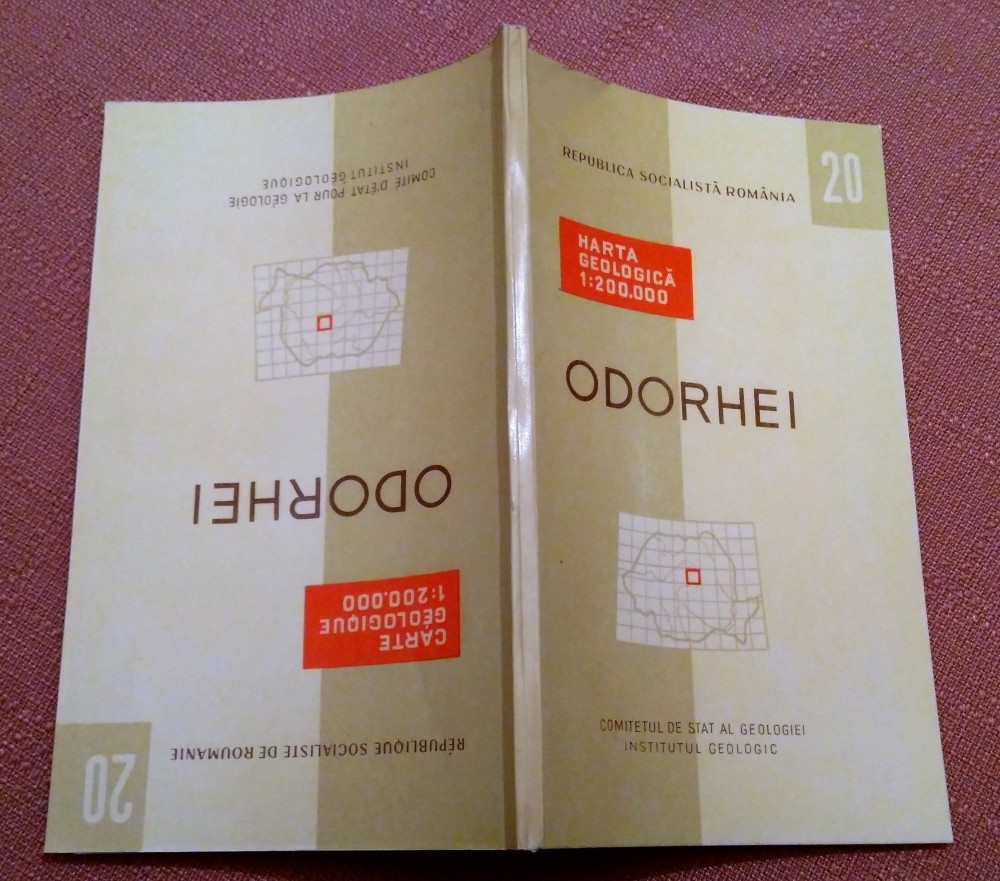 REPUBLICA SOCIALISTĂ ROMÂNIA
20
HARTA
GEOLOGICĂ
1:200.000
ODORHEI
COMITETUL DE STAT AL GEOLOGIEI
INSTITUTUL GEOLOGIC
20
RÉPUBLIQUE SOCIALISTE DE ROUMANIE
CARTE
GÉOLOGIQUE
1:200.000
ODORHEI
COMITÉ D'ÉTAT POUR LA GÉOLOGIE
INSTITUT GÉOLOGIQUE